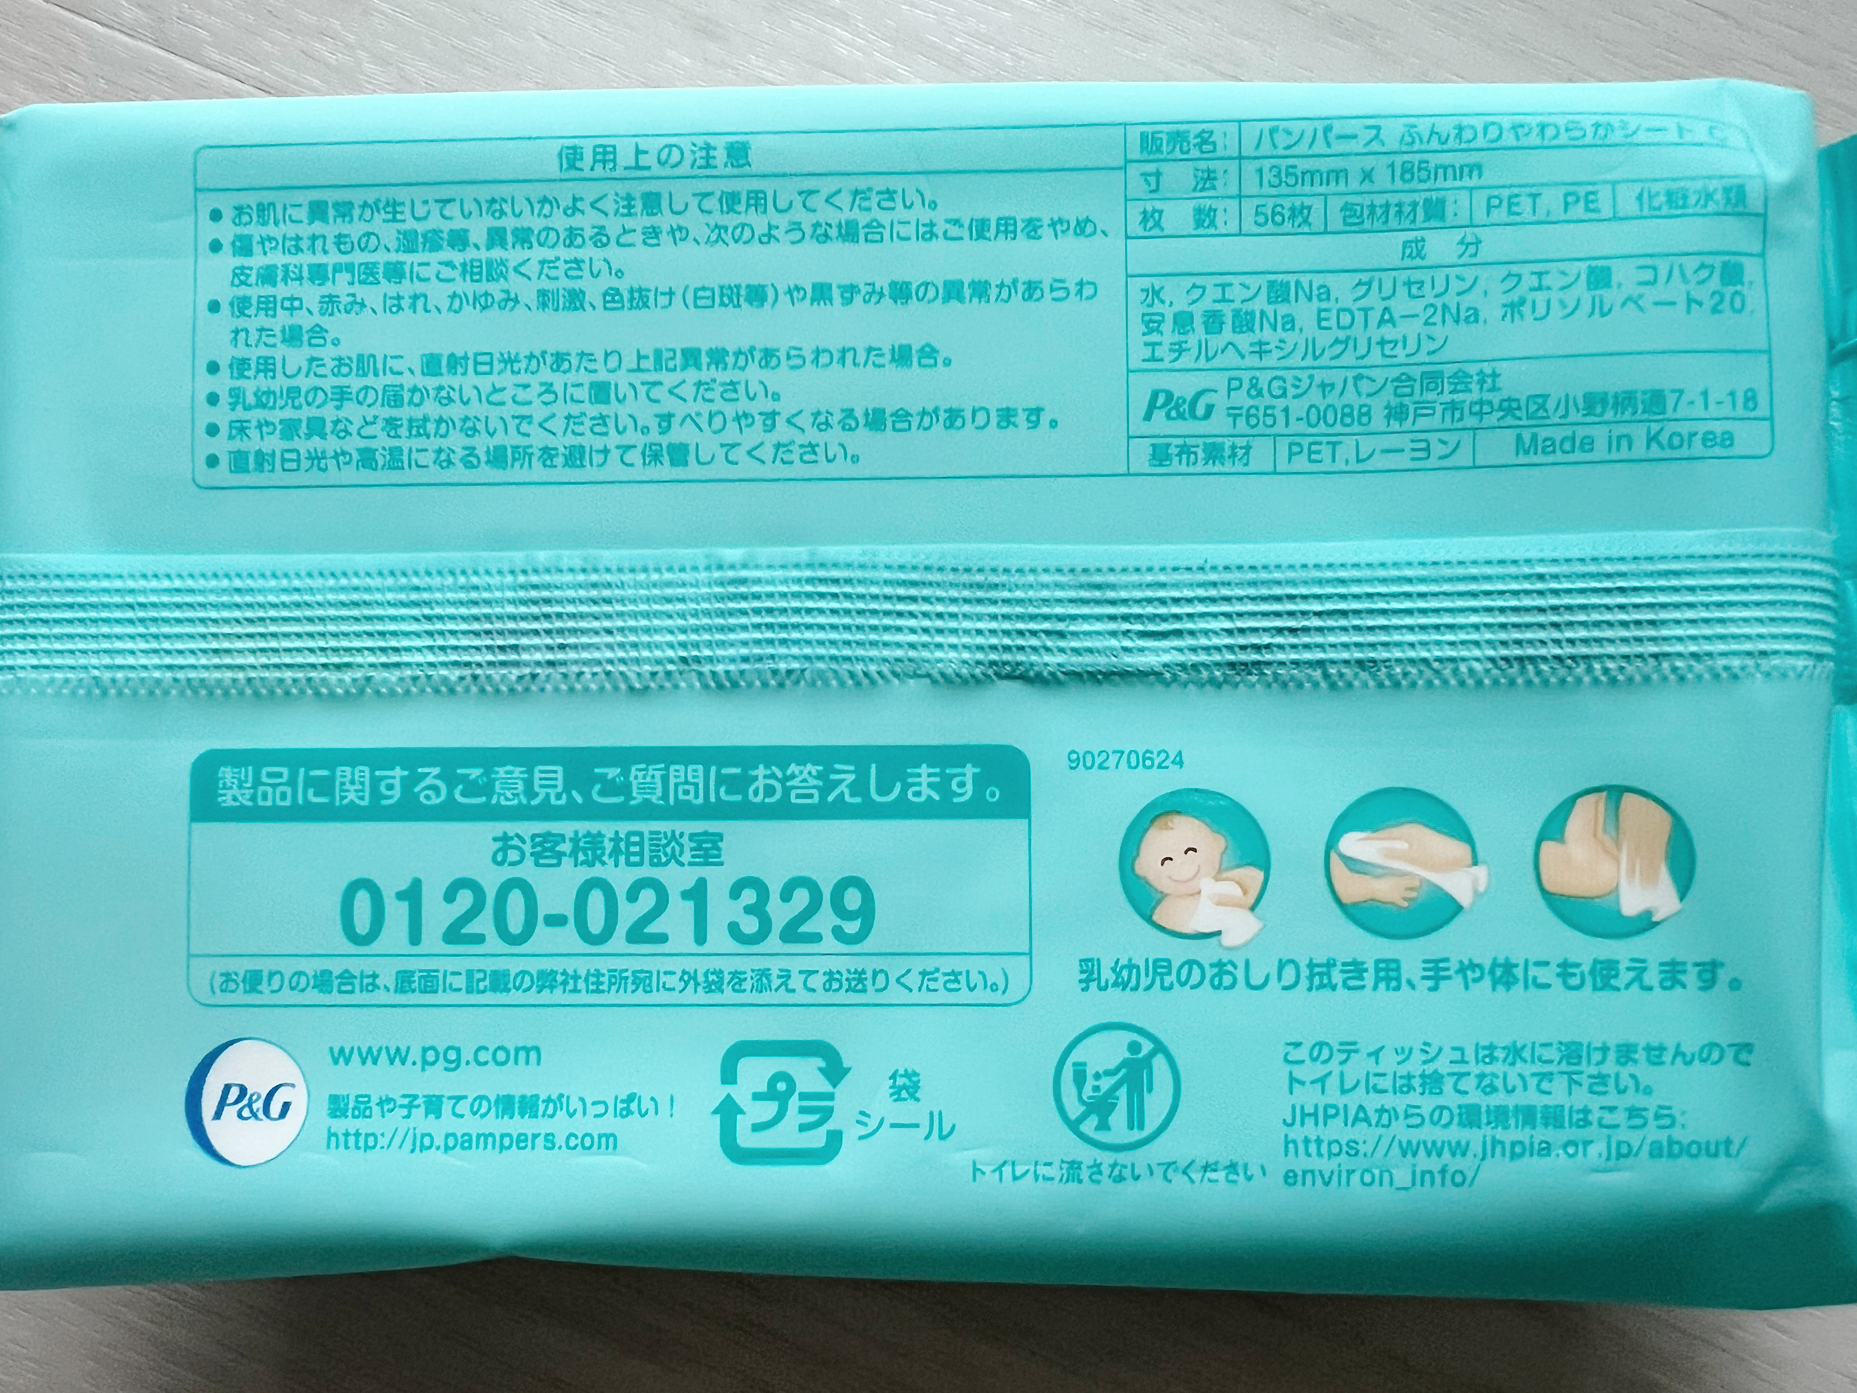 使用上の注意
●お肌に異常が生じていないかよく注意して使用してください。
●傷やはれもの、湿疹等、異常のあるときや、次のような場合にはご使用をやめ、
皮膚科専門医等にご相談ください。
●使用中、赤み、はれ、かゆみ、刺激、色抜け(白斑等)や黒ずみ等の異常があらわ
れた場合。
●使用したお肌に、直射日光があたり上記異常があらわれた場合。
●乳幼児の手の届かないところに置いてください。
●床や家具などを拭かないでください。すべりやすくなる場合があります。
●直射日光や高温になる場所を避けて保管してください。
販売名: パンパース ふんわりやわらかシート C
寸 法: 135mm x 185mm
枚 数: 56枚 包材材質: PET, PE 化粧水類
成 分
水, クエン酸Na, グリセリン, クエン酸, コハク酸,
安息香酸Na, EDTA-2Na, ポリソルベート20,
エチルヘキシルグリセリン
P&G P&Gジャパン合同会社
〒651-0088 神戸市中央区小野柄通7-1-18
基布素材 PET,レーヨン Made in Korea
製品に関するご意見、ご質問にお答えします。
お客様相談室
0120-021329
(お便りの場合は、底面に記載の弊社住所宛に外袋を添えてお送りください。)
90270624
乳幼児のおしり拭き用、手や体にも使えます。
P&G
www.pg.com
製品や子育ての情報がいっぱい!
http://jp.pampers.com
プラ
袋
シール
トイレに流さないでください
このティッシュは水に溶けませんので
トイレには捨てないで下さい。
JHPIAからの環境情報はこちら:
https://www.jhpia.or.jp/about/
environ_info/